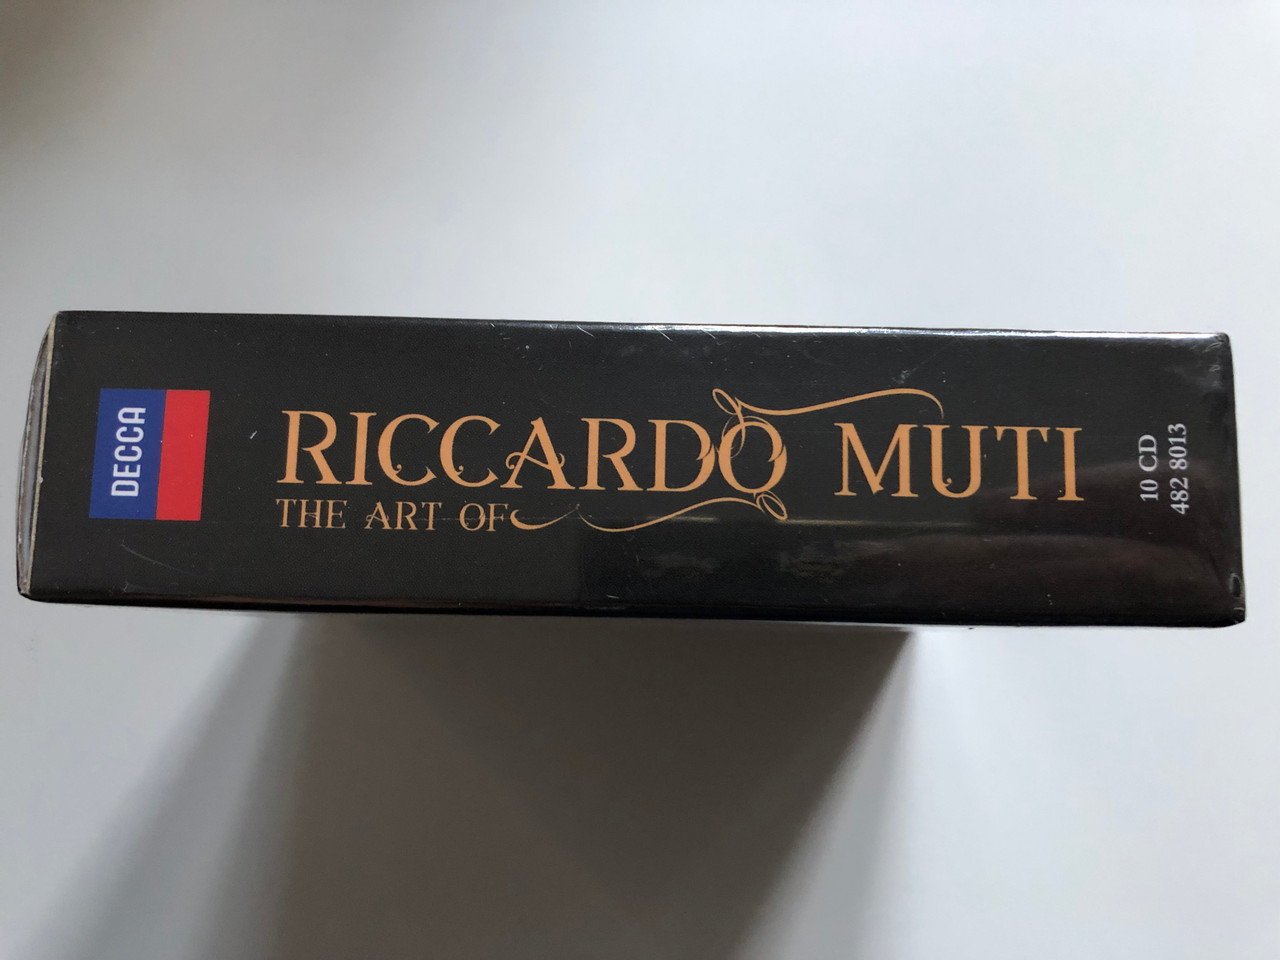 DECCA
RICCARDO MUTI
THE ART OF
10 CD
482 8013